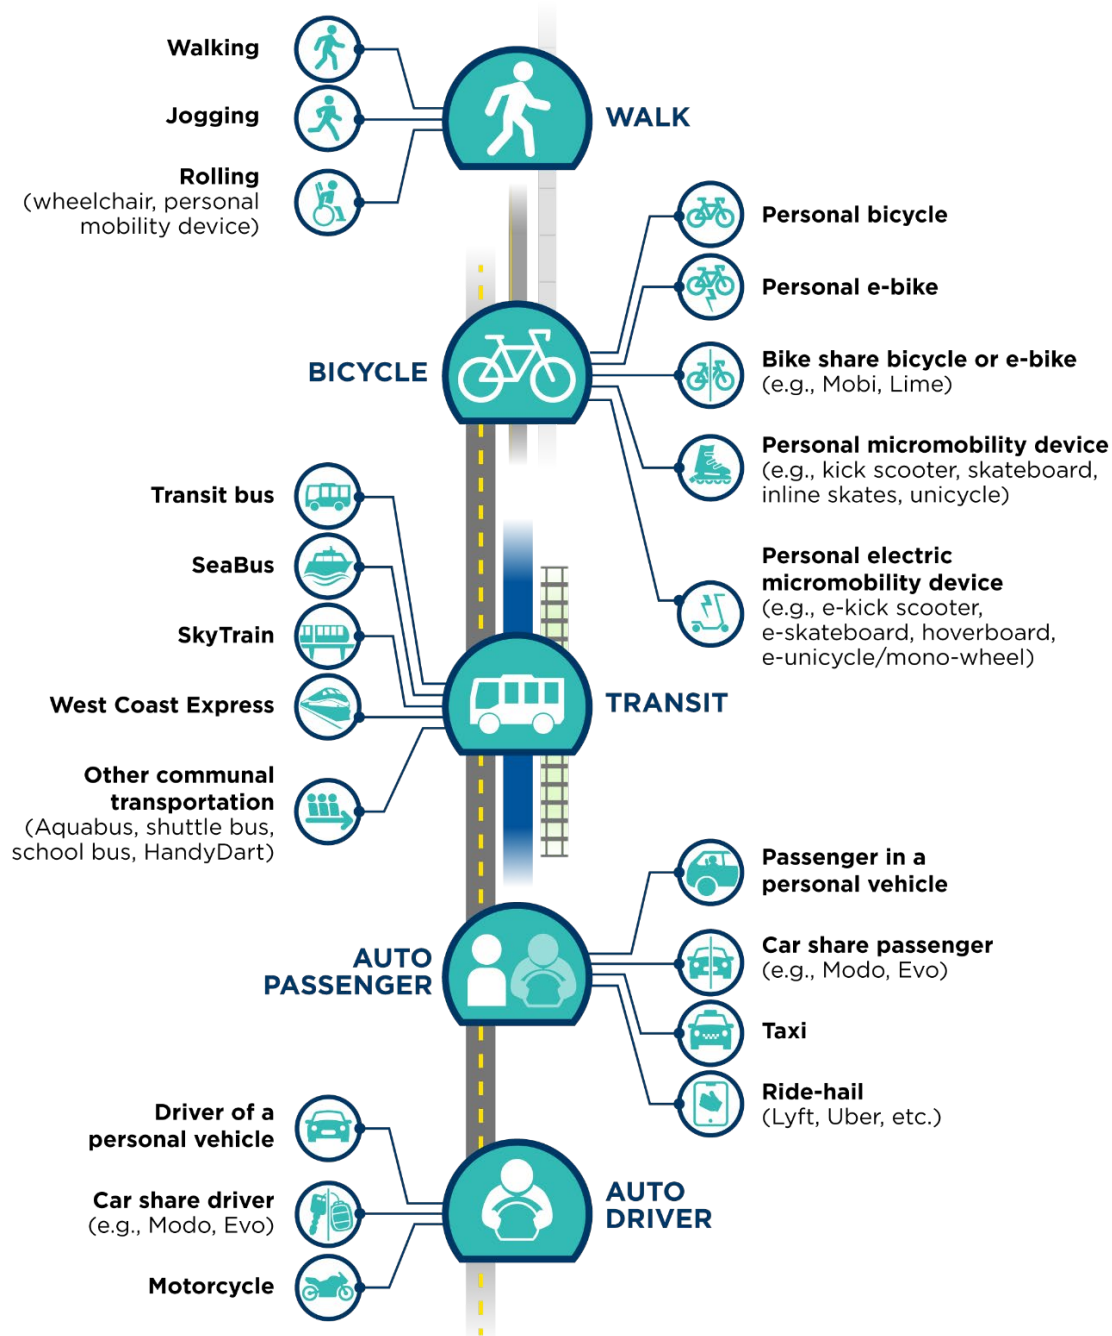 Walking
Jogging
Rolling
(wheelchair, personal
mobility device)
WALK
BICYCLE
Personal bicycle
Personal e-bike
Bike share bicycle or e-bike
(e.g., Mobi, Lime)
Personal micromobility device
(e.g., kick scooter, skateboard,
inline skates, unicycle)
Personal electric
micromobility device
(e.g., e-kick scooter,
e-skateboard, hoverboard,
e-unicycle/mono-wheel)
Transit bus
SeaBus
SkyTrain
West Coast Express
Other communal
transportation
(Aquabus, shuttle bus,
school bus, HandyDart)
TRANSIT
AUTO
PASSENGER
Passenger in a
personal vehicle
Car share passenger
(e.g., Modo, Evo)
Taxi
Ride-hail
(Lyft, Uber, etc.)
Driver of a
personal vehicle
Car share driver
(e.g., Modo, Evo)
Motorcycle
AUTO
DRIVER